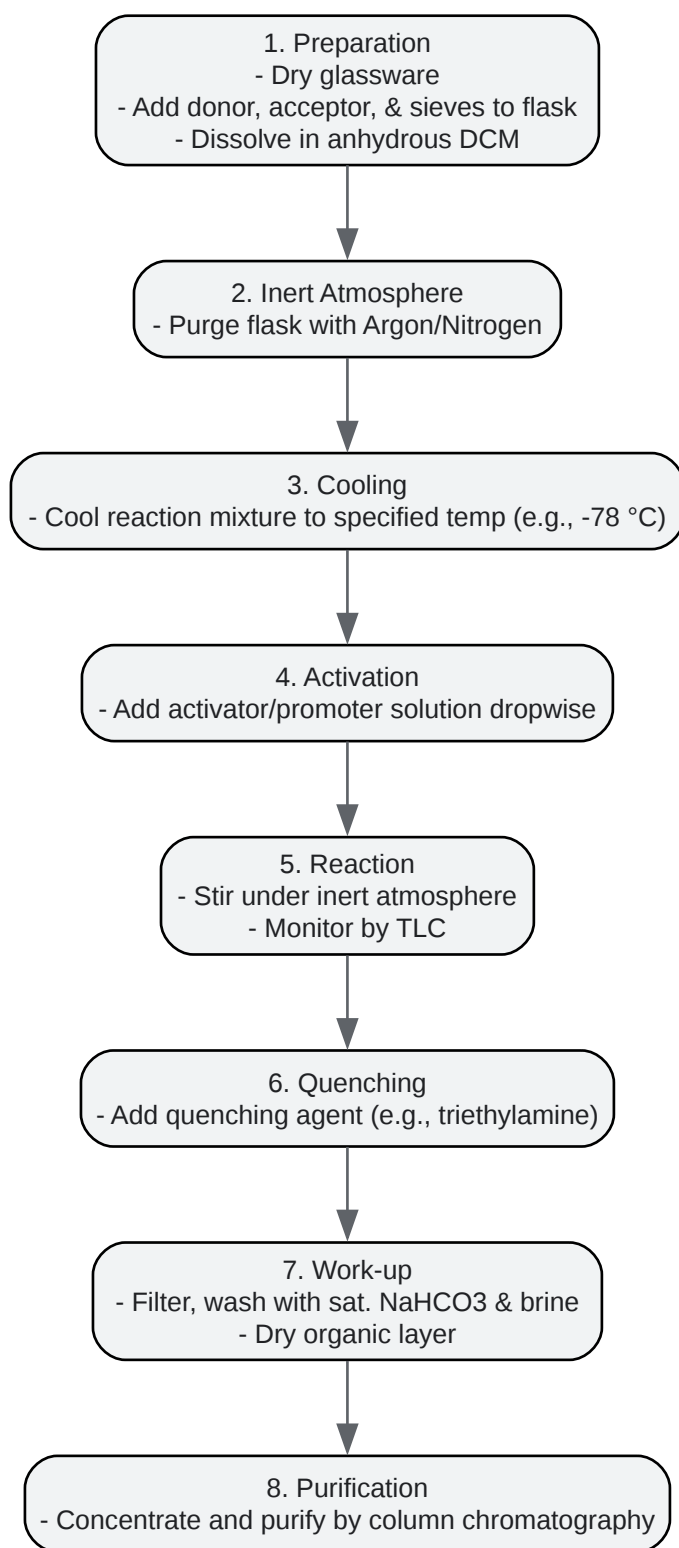 1. Preparation
- Dry glassware
- Add donor, acceptor, & sieves to flask
- Dissolve in anhydrous DCM
2. Inert Atmosphere
- Purge flask with Argon/Nitrogen
3. Cooling
- Cool reaction mixture to specified temp (e.g., -78 °C)
4. Activation
- Add activator/promoter solution dropwise
5. Reaction
- Stir under inert atmosphere
- Monitor by TLC
6. Quenching
- Add quenching agent (e.g., triethylamine)
7. Work-up
- Filter, wash with sat. NaHCO3 & brine
- Dry organic layer
8. Purification
- Concentrate and purify by column chromatography